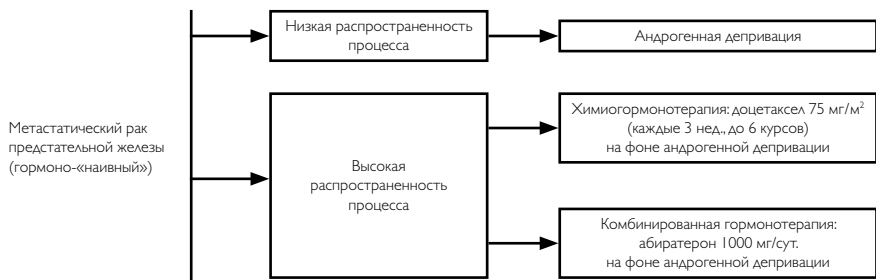 Метастатический рак
предстательной железы
(гормоно-«наивный»)
Низкая распространенность
процесса
Андрогенная депривация
Высокая
распространенность
процесса
Химиогормонотерапия: доцетаксел 75 мг/м²
(каждые 3 нед., до 6 курсов)
на фоне андрогенной депривации
Комбинированная гормонотерапия:
абиратерон 1000 мг/сут.
на фоне андрогенной депривации